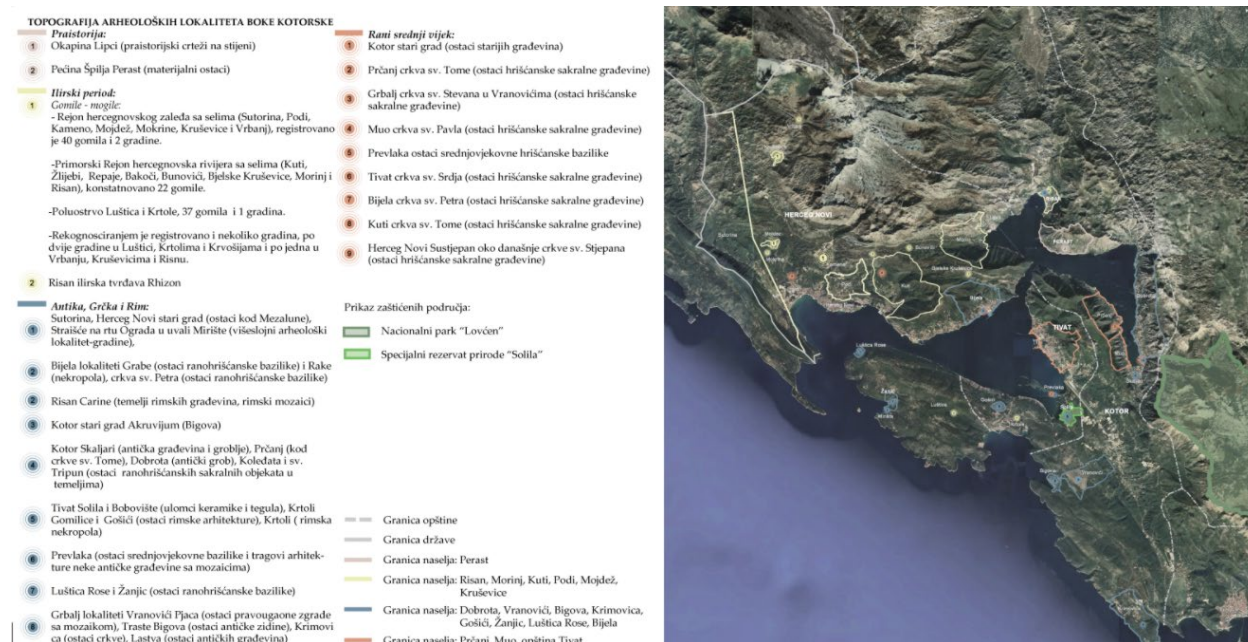 TOPOGRAFIJA ARHEOLOŠKIH LOKALITETA BOKE KOTORSKE
Praistorija:
1 Okapina Lipci (praistorijski crteži na stijeni)
2 Pećina Špilja Perast (materijalni ostaci)
Ilirski period:
1 Gomile - mogile:
- Rejon hercegnovskog zaleđa sa selima (Sutorina, Podi,
Kameno, Mojdež, Mokrine, Kruševice i Vrbanj), registrovano
je 40 gomila i 2 gradine.
-Primorski Rejon hercegnovska rivijera sa selima (Kuti,
Žlijebi, Repaje, Bakoči, Bunovići, Bjelske Kruševice, Morinj i
Risan), konstatnovano 22 gomile.
-Poluostrvo Luštica i Krtole, 37 gomila i 1 gradina.
-Rekognosciranjem je registrovano i nekoliko gradina, po
dvije gradine u Luštici, Krtolima i Krvošijama i po jedna u
Vrbanju, Kruševicima i Risnu.
2 Risan ilirska tvrđava Rhizon
Antika, Grčka i Rim:
Sutorina, Herceg Novi stari grad (ostaci kod Mezalune),
1 Straišće na rtu Ograda u uvali Mirište (višeslojni arheološki
lokalitet-gradine),
2 Bijela lokaliteti Grabe (ostaci ranohrišćanske bazilike) i Rake
(nekropola), crkva sv. Petra (ostaci ranohrišćanske bazilike)
2 Risan Carine (temelji rimskih građevina, rimski mozaici)
3 Kotor stari grad Akruvijum (Bigova)
Kotor Skaljari (antička građevina i groblje), Prčanj (kod
4 crkve sv. Tome), Dobrota (antički grob), Koleđata i sv.
Tripun (ostaci ranohrišćanskih sakralnih objekata u
temeljima)
Tivat Solila i Bobovište (ulomci keramike i tegula), Krtoli
5 Gomilice i Gošići (ostaci rimske arhitekture), Krtoli ( rimska
nekropola)
6 Prevlaka (ostaci srednjovjekovne bazilike i tragovi arhitek-
ture neke antičke građevine sa mozaicima)
7 Luštica Rose i Žanjic (ostaci ranohrišćanske bazilike)
Grbalj lokaliteti Vranovići Pjaca (ostaci pravougaone zgrade
8 sa mozaikom), Traste Bigova (ostaci antičke zidine), Krimovi
ca (ostaci crkve), Lastva (ostaci antičkih građevina)
Rani srednji vijek:
1 Kotor stari grad (ostaci starijih građevina)
2 Prčanj crkva sv. Tome (ostaci hrišćanske sakralne građevine)
3 Grbalj crkva sv. Stevana u Vranovićima (ostaci hrišćanske
sakralne građevine)
4 Muo crkva sv. Pavla (ostaci hrišćanske sakralne građevine)
5 Prevlaka ostaci srednjovjekovne hrišćanske bazilike
6 Tivat crkva sv. Srdja (ostaci hrišćanske sakralne građevine)
7 Bijela crkva sv. Petra (ostaci hrišćanske sakralne građevine)
8 Kuti crkva sv. Tome (ostaci hrišćanske sakralne građevine)
9 Herceg Novi Sustjepan oko današnje crkve sv. Stjepana
(ostaci hrišćanske sakralne građevine)
Prikaz zaštićenih područja:
Nacionalni park "Lovćen"
Specijalni rezervat prirode "Solila"
Granica opštine
Granica države
Granica naselja: Perast
Granica naselja: Risan, Morinj, Kuti, Podi, Mojdež,
Kruševice
Granica naselja: Dobrota, Vranovići, Bigova, Krimovica,
Gošići, Žanjic, Luštica Rose, Bijela
Granica naselja: Prčanj, Muo, opština Tivat
HERCEG NOVI
TIVAT
KOTOR
Luštica Rose
Prevlaka
Luštica